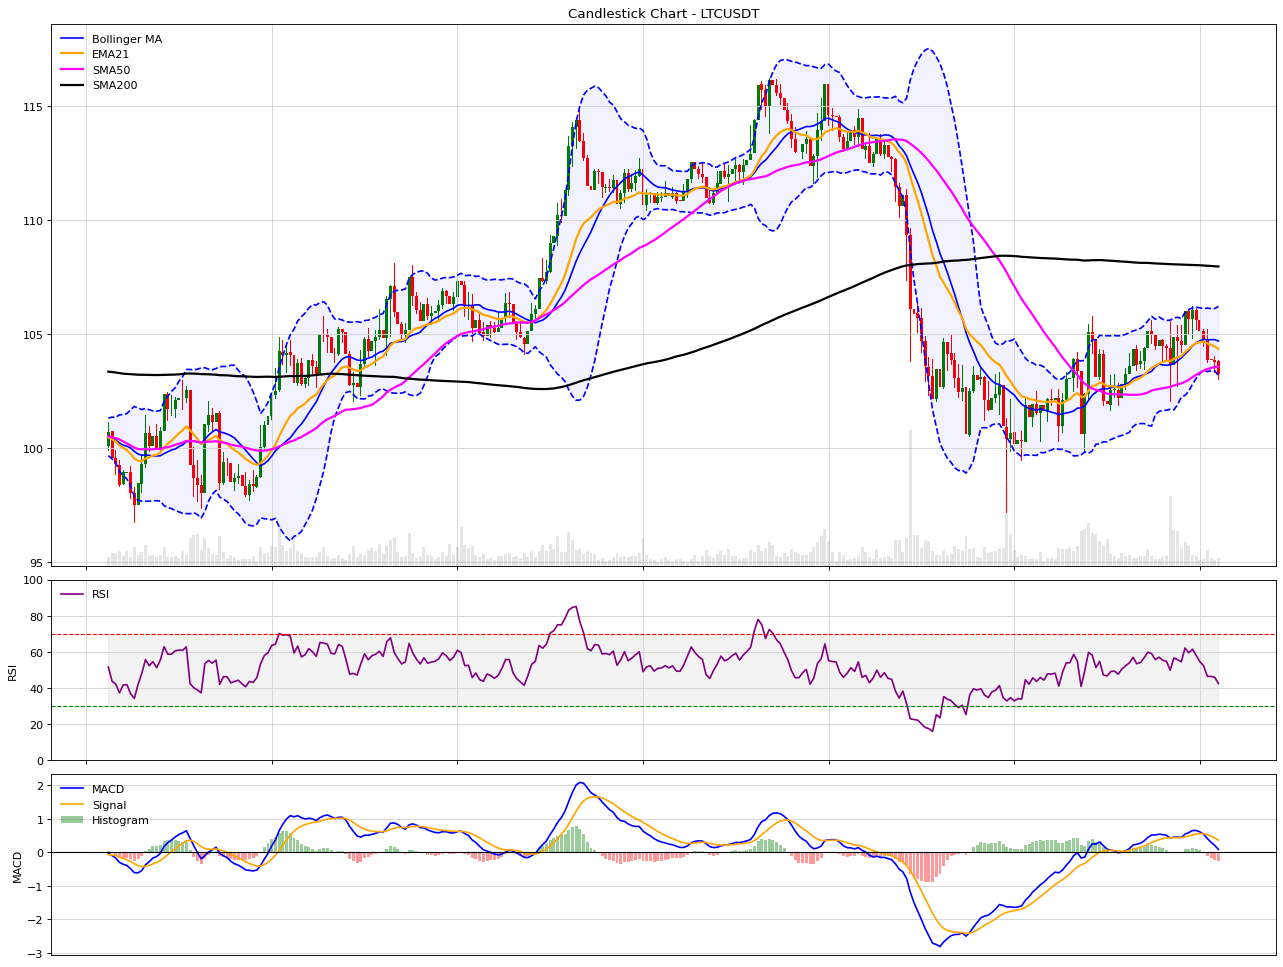 Candlestick Chart - LTCUSDT
Bollinger MA
EMA21
SMA50
SMA200
115
110
105
100
95
100
80
60
40
20
0
RSI
RSI
2
1
0
−1
−2
−3
MACD
MACD
Signal
Histogram